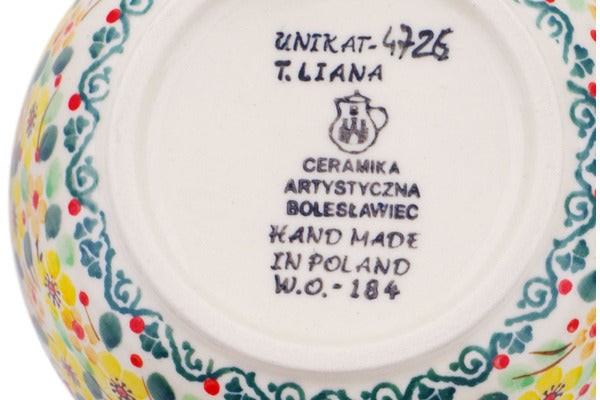 UNIKAT-4726
T.LIANA
CERAMIKA
ARTYSTYCZNA
BOLESŁAWIEC
HAND MADE
IN POLAND
W.O.-184